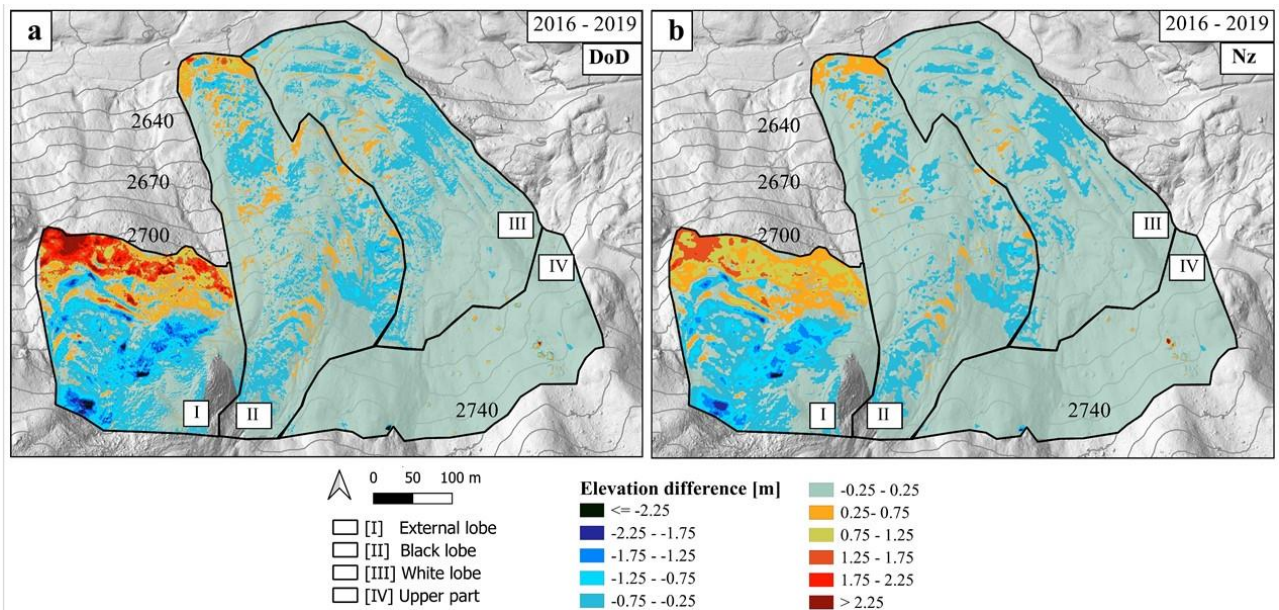 a
2016 - 2019
DoD
2640
2670
2700
III
IV
2740
I
II
b
2016 - 2019
Nz
2640
2670
2700
III
IV
2740
I
II
0 50 100 m
[I] External lobe
[II] Black lobe
[III] White lobe
[IV] Upper part
Elevation difference [m]
<= -2.25
-2.25 - -1.75
-1.75 - -1.25
-1.25 - -0.75
-0.75 - -0.25
-0.25 - 0.25
0.25- 0.75
0.75 - 1.25
1.25 - 1.75
1.75 - 2.25
> 2.25